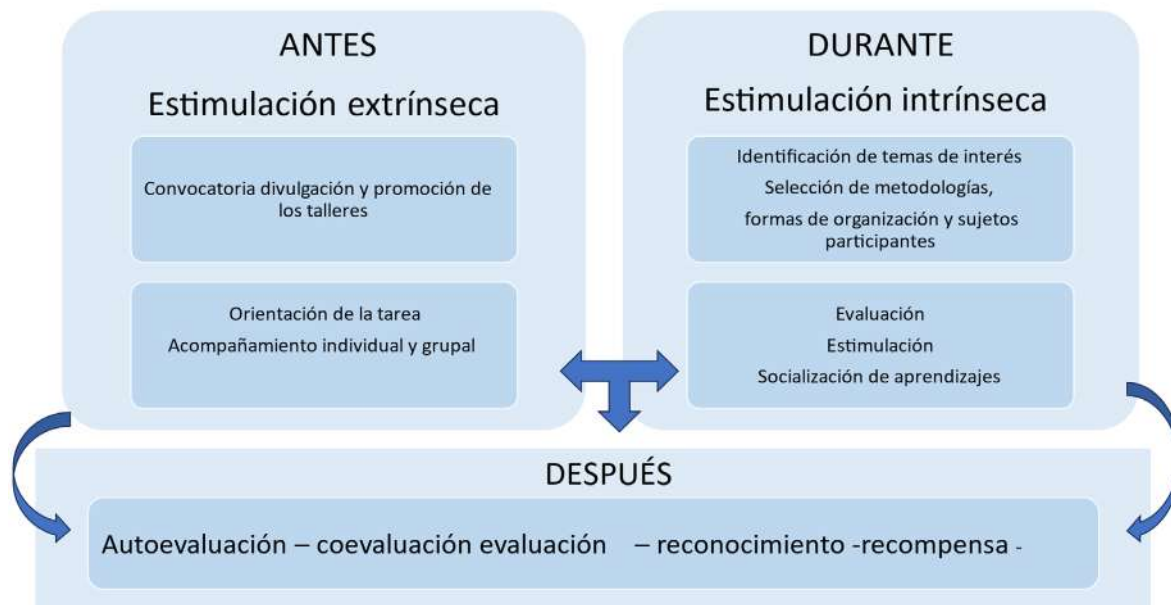 ANTES
Estimulación extrínseca
Convocatoria divulgación y promoción de
los talleres
Orientación de la tarea
Acompañamiento individual y grupal
DURANTE
Estimulación intrínseca
Identificación de temas de interés
Selección de metodologías,
formas de organización y sujetos
participantes
Evaluación
Estimulación
Socialización de aprendizajes
DESPUÉS
Autoevaluación – coevaluación evaluación – reconocimiento -recompensa -